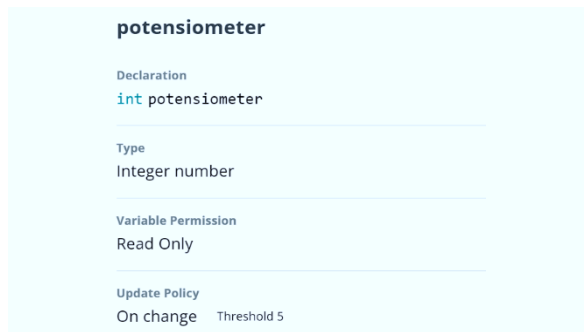 potensiometer
Declaration
int potensiometer
Type
Integer number
Variable Permission
Read Only
Update Policy
On change Threshold 5